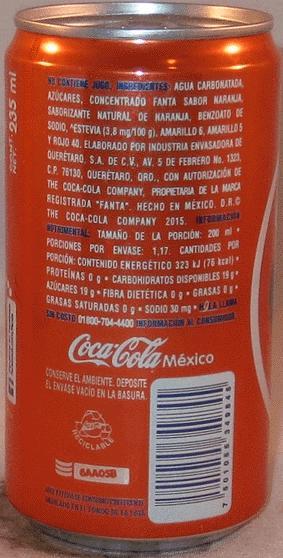 CONT. NET. 235 ml
NO CONTIENE JUGO. INGREDIENTES: AGUA CARBONATADA,
AZÚCARES, CONCENTRADO FANTA SABOR NARANJA,
SABORIZANTE NATURAL DE NARANJA, BENZOATO DE
SODIO, *ESTEVIA (3,8 mg/100 g), AMARILLO 6, AMARILLO 5
Y ROJO 40. ELABORADO POR INDUSTRIA ENVASADORA DE
QUERÉTARO, S.A. DE C.V., AV. 5 DE FEBRERO No. 1323,
C.P. 76130, QUERÉTARO, QRO., CON AUTORIZACIÓN DE
THE COCA-COLA COMPANY, PROPIETARIA DE LA MARCA
REGISTRADA "FANTA". HECHO EN MÉXICO. D.R.©
THE COCA-COLA COMPANY 2015. INFORMACIÓN
NUTRIMENTAL: TAMAÑO DE LA PORCIÓN: 200 ml •
PORCIONES POR ENVASE: 1,17. CANTIDADES POR
PORCIÓN: CONTENIDO ENERGÉTICO 323 kJ (76 kcal) •
PROTEÍNAS 0 g • CARBOHIDRATOS DISPONIBLES 19 g •
AZÚCARES 19 g • FIBRA DIETÉTICA 0 g • GRASAS 0 g •
GRASAS SATURADAS 0 g • SODIO 30 mg • LLAMA
SIN COSTO 01800-704-4400 INFORMACIÓN AL CONSUMIDOR.
Coca-Cola México
CONSERVE EL AMBIENTE. DEPOSITE
EL ENVASE VACÍO EN LA BASURA.
RECICLABLE
6AA05B